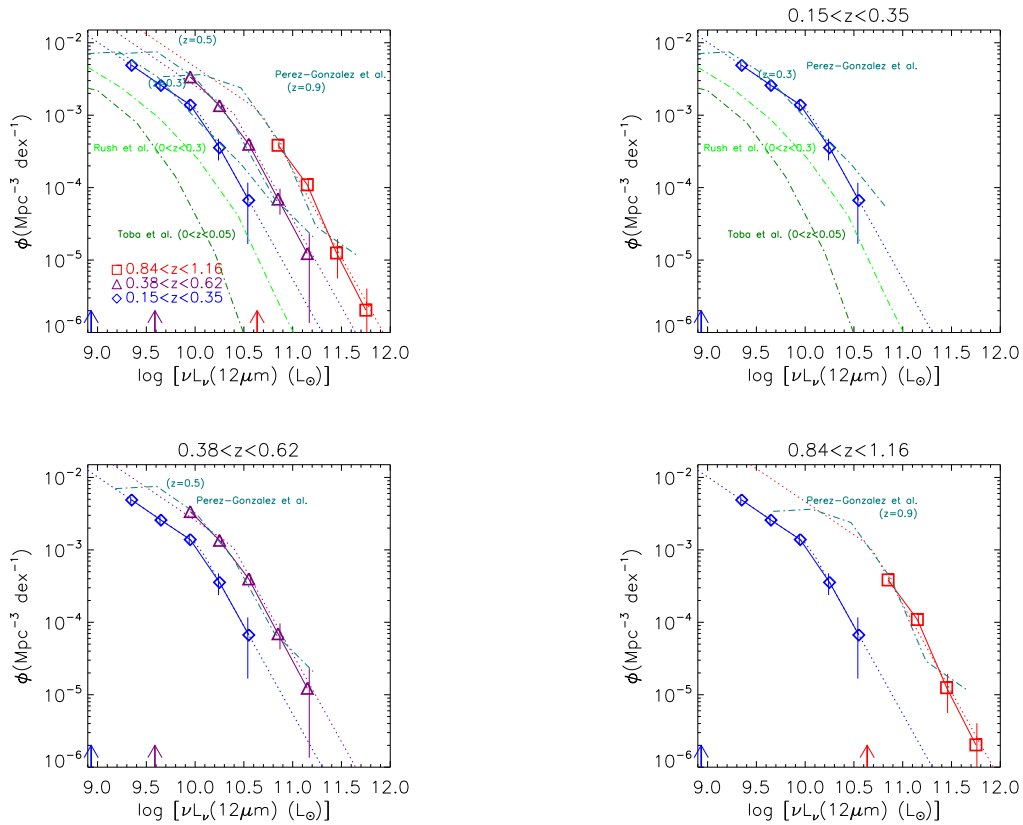 (z=0.5)
Perez-Gonzalez et al.
(z=0.3)
(z=0.9)
Rush et al. (0<z<0.3)
Toba et al. (0<z<0.05)
0.84<z<1.16
0.38<z<0.62
0.15<z<0.35
10⁻² 10⁻³ 10⁻⁴ 10⁻⁵ 10⁻⁶
ϕ(Mpc⁻³ dex⁻¹)
9.0 9.5 10.0 10.5 11.0 11.5 12.0
log [νLν(12μm) (L⊙)]
0.15<z<0.35
(z=0.3)
Perez-Gonzalez et al.
Rush et al. (0<z<0.3)
Toba et al. (0<z<0.05)
10⁻² 10⁻³ 10⁻⁴ 10⁻⁵ 10⁻⁶
ϕ(Mpc⁻³ dex⁻¹)
9.0 9.5 10.0 10.5 11.0 11.5 12.0
log [νLν(12μm) (L⊙)]
0.38<z<0.62
(z=0.5)
Perez-Gonzalez et al.
10⁻² 10⁻³ 10⁻⁴ 10⁻⁵ 10⁻⁶
ϕ(Mpc⁻³ dex⁻¹)
9.0 9.5 10.0 10.5 11.0 11.5 12.0
log [νLν(12μm) (L⊙)]
0.84<z<1.16
Perez-Gonzalez et al.
(z=0.9)
10⁻² 10⁻³ 10⁻⁴ 10⁻⁵ 10⁻⁶
ϕ(Mpc⁻³ dex⁻¹)
9.0 9.5 10.0 10.5 11.0 11.5 12.0
log [νLν(12μm) (L⊙)]